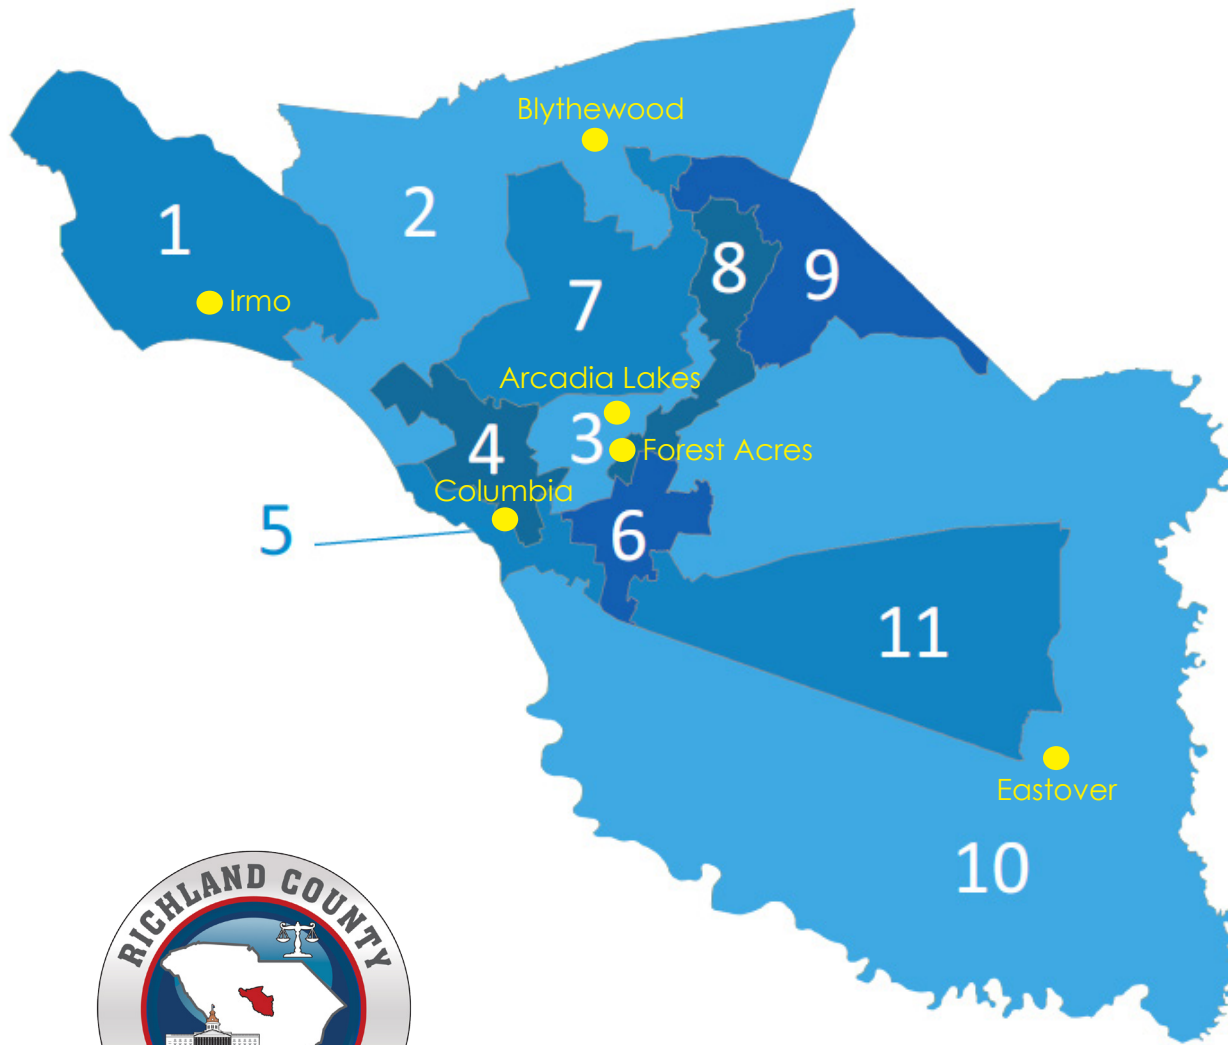 Blythewood
1
2
8
9
Irmo
7
Arcadia Lakes
3
4
Forest Acres
Columbia
5
6
11
Eastover
10
RICHLAND COUNTY